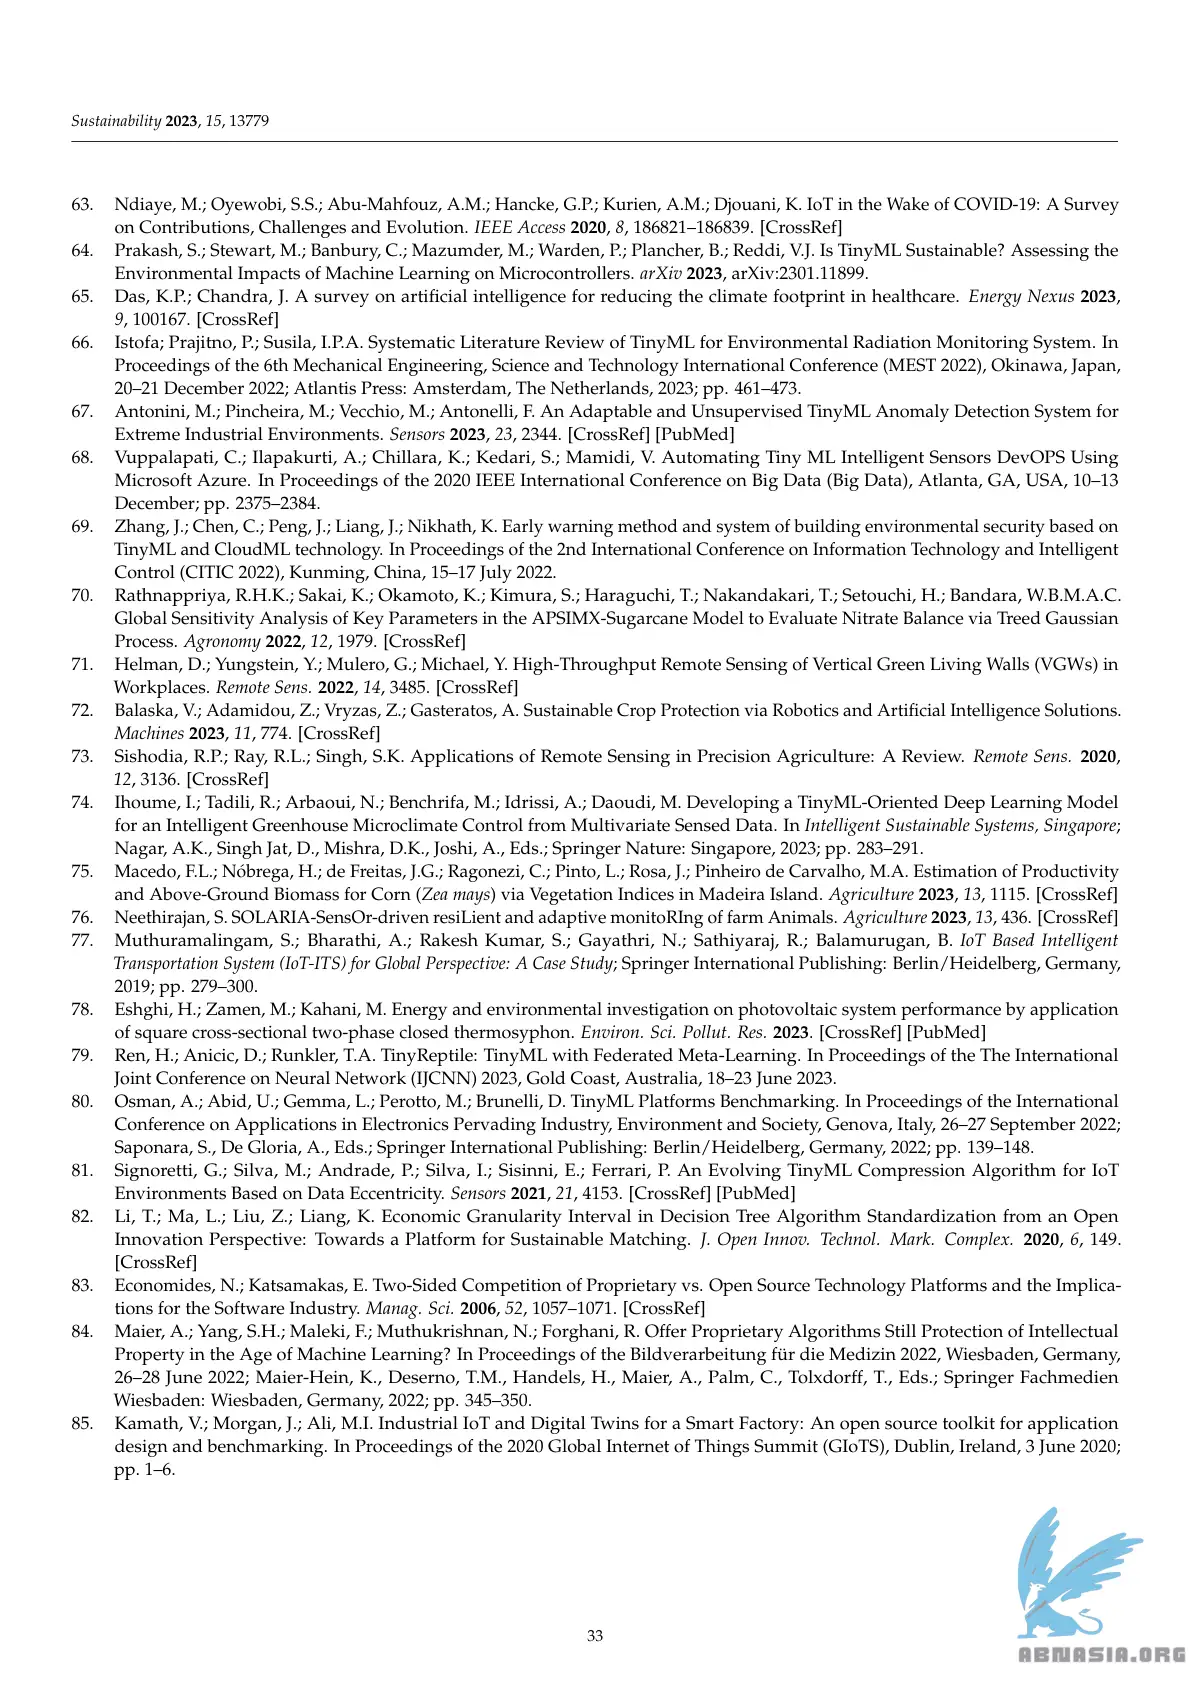 Sustainability 2023, 15, 13779
63. Ndiaye, M.; Oyewobi, S.S.; Abu-Mahfouz, A.M.; Hancke, G.P.; Kurien, A.M.; Djouani, K. IoT in the Wake of COVID-19: A Survey
on Contributions, Challenges and Evolution. IEEE Access 2020, 8, 186821–186839. [CrossRef]
64. Prakash, S.; Stewart, M.; Banbury, C.; Mazumder, M.; Warden, P.; Plancher, B.; Reddi, V.J. Is TinyML Sustainable? Assessing the
Environmental Impacts of Machine Learning on Microcontrollers. arXiv 2023, arXiv:2301.11899.
65. Das, K.P.; Chandra, J. A survey on artificial intelligence for reducing the climate footprint in healthcare. Energy Nexus 2023,
9, 100167. [CrossRef]
66. Istofa; Prajitno, P.; Susila, I.P.A. Systematic Literature Review of TinyML for Environmental Radiation Monitoring System. In
Proceedings of the 6th Mechanical Engineering, Science and Technology International Conference (MEST 2022), Okinawa, Japan,
20–21 December 2022; Atlantis Press: Amsterdam, The Netherlands, 2023; pp. 461–473.
67. Antonini, M.; Pincheira, M.; Vecchio, M.; Antonelli, F. An Adaptable and Unsupervised TinyML Anomaly Detection System for
Extreme Industrial Environments. Sensors 2023, 23, 2344. [CrossRef] [PubMed]
68. Vuppalapati, C.; Ilapakurti, A.; Chillara, K.; Kedari, S.; Mamidi, V. Automating Tiny ML Intelligent Sensors DevOPS Using
Microsoft Azure. In Proceedings of the 2020 IEEE International Conference on Big Data (Big Data), Atlanta, GA, USA, 10–13
December; pp. 2375–2384.
69. Zhang, J.; Chen, C.; Peng, J.; Liang, J.; Nikhath, K. Early warning method and system of building environmental security based on
TinyML and CloudML technology. In Proceedings of the 2nd International Conference on Information Technology and Intelligent
Control (CITIC 2022), Kunming, China, 15–17 July 2022.
70. Rathnappriya, R.H.K.; Sakai, K.; Okamoto, K.; Kimura, S.; Haraguchi, T.; Nakandakari, T.; Setouchi, H.; Bandara, W.B.M.A.C.
Global Sensitivity Analysis of Key Parameters in the APSIMX-Sugarcane Model to Evaluate Nitrate Balance via Treed Gaussian
Process. Agronomy 2022, 12, 1979. [CrossRef]
71. Helman, D.; Yungstein, Y.; Mulero, G.; Michael, Y. High-Throughput Remote Sensing of Vertical Green Living Walls (VGWs) in
Workplaces. Remote Sens. 2022, 14, 3485. [CrossRef]
72. Balaska, V.; Adamidou, Z.; Vryzas, Z.; Gasteratos, A. Sustainable Crop Protection via Robotics and Artificial Intelligence Solutions.
Machines 2023, 11, 774. [CrossRef]
73. Sishodia, R.P.; Ray, R.L.; Singh, S.K. Applications of Remote Sensing in Precision Agriculture: A Review. Remote Sens. 2020,
12, 3136. [CrossRef]
74. Ihoume, I.; Tadili, R.; Arbaoui, N.; Benchrifa, M.; Idrissi, A.; Daoudi, M. Developing a TinyML-Oriented Deep Learning Model
for an Intelligent Greenhouse Microclimate Control from Multivariate Sensed Data. In Intelligent Sustainable Systems, Singapore;
Nagar, A.K., Singh Jat, D., Mishra, D.K., Joshi, A., Eds.; Springer Nature: Singapore, 2023; pp. 283–291.
75. Macedo, F.L.; Nóbrega, H.; de Freitas, J.G.; Ragonezi, C.; Pinto, L.; Rosa, J.; Pinheiro de Carvalho, M.A. Estimation of Productivity
and Above-Ground Biomass for Corn (Zea mays) via Vegetation Indices in Madeira Island. Agriculture 2023, 13, 1115. [CrossRef]
76. Neethirajan, S. SOLARIA-SensOr-driven resiLient and adaptive monitoRIng of farm Animals. Agriculture 2023, 13, 436. [CrossRef]
77. Muthuramalingam, S.; Bharathi, A.; Rakesh Kumar, S.; Gayathri, N.; Sathiyaraj, R.; Balamurugan, B. IoT Based Intelligent
Transportation System (IoT-ITS) for Global Perspective: A Case Study; Springer International Publishing: Berlin/Heidelberg, Germany,
2019; pp. 279–300.
78. Eshghi, H.; Zamen, M.; Kahani, M. Energy and environmental investigation on photovoltaic system performance by application
of square cross-sectional two-phase closed thermosyphon. Environ. Sci. Pollut. Res. 2023. [CrossRef] [PubMed]
79. Ren, H.; Anicic, D.; Runkler, T.A. TinyReptile: TinyML with Federated Meta-Learning. In Proceedings of the The International
Joint Conference on Neural Network (IJCNN) 2023, Gold Coast, Australia, 18–23 June 2023.
80. Osman, A.; Abid, U.; Gemma, L.; Perotto, M.; Brunelli, D. TinyML Platforms Benchmarking. In Proceedings of the International
Conference on Applications in Electronics Pervading Industry, Environment and Society, Genova, Italy, 26–27 September 2022;
Saponara, S., De Gloria, A., Eds.; Springer International Publishing: Berlin/Heidelberg, Germany, 2022; pp. 139–148.
81. Signoretti, G.; Silva, M.; Andrade, P.; Silva, I.; Sisinni, E.; Ferrari, P. An Evolving TinyML Compression Algorithm for IoT
Environments Based on Data Eccentricity. Sensors 2021, 21, 4153. [CrossRef] [PubMed]
82. Li, T.; Ma, L.; Liu, Z.; Liang, K. Economic Granularity Interval in Decision Tree Algorithm Standardization from an Open
Innovation Perspective: Towards a Platform for Sustainable Matching. J. Open Innov. Technol. Mark. Complex. 2020, 6, 149.
[CrossRef]
83. Economides, N.; Katsamakas, E. Two-Sided Competition of Proprietary vs. Open Source Technology Platforms and the Implica-
tions for the Software Industry. Manag. Sci. 2006, 52, 1057–1071. [CrossRef]
84. Maier, A.; Yang, S.H.; Maleki, F.; Muthukrishnan, N.; Forghani, R. Offer Proprietary Algorithms Still Protection of Intellectual
Property in the Age of Machine Learning? In Proceedings of the Bildverarbeitung für die Medizin 2022, Wiesbaden, Germany,
26–28 June 2022; Maier-Hein, K., Deserno, T.M., Handels, H., Maier, A., Palm, C., Tolxdorff, T., Eds.; Springer Fachmedien
Wiesbaden: Wiesbaden, Germany, 2022; pp. 345–350.
85. Kamath, V.; Morgan, J.; Ali, M.I. Industrial IoT and Digital Twins for a Smart Factory: An open source toolkit for application
design and benchmarking. In Proceedings of the 2020 Global Internet of Things Summit (GIoTS), Dublin, Ireland, 3 June 2020;
pp. 1–6.
33
ABNASIA.ORG